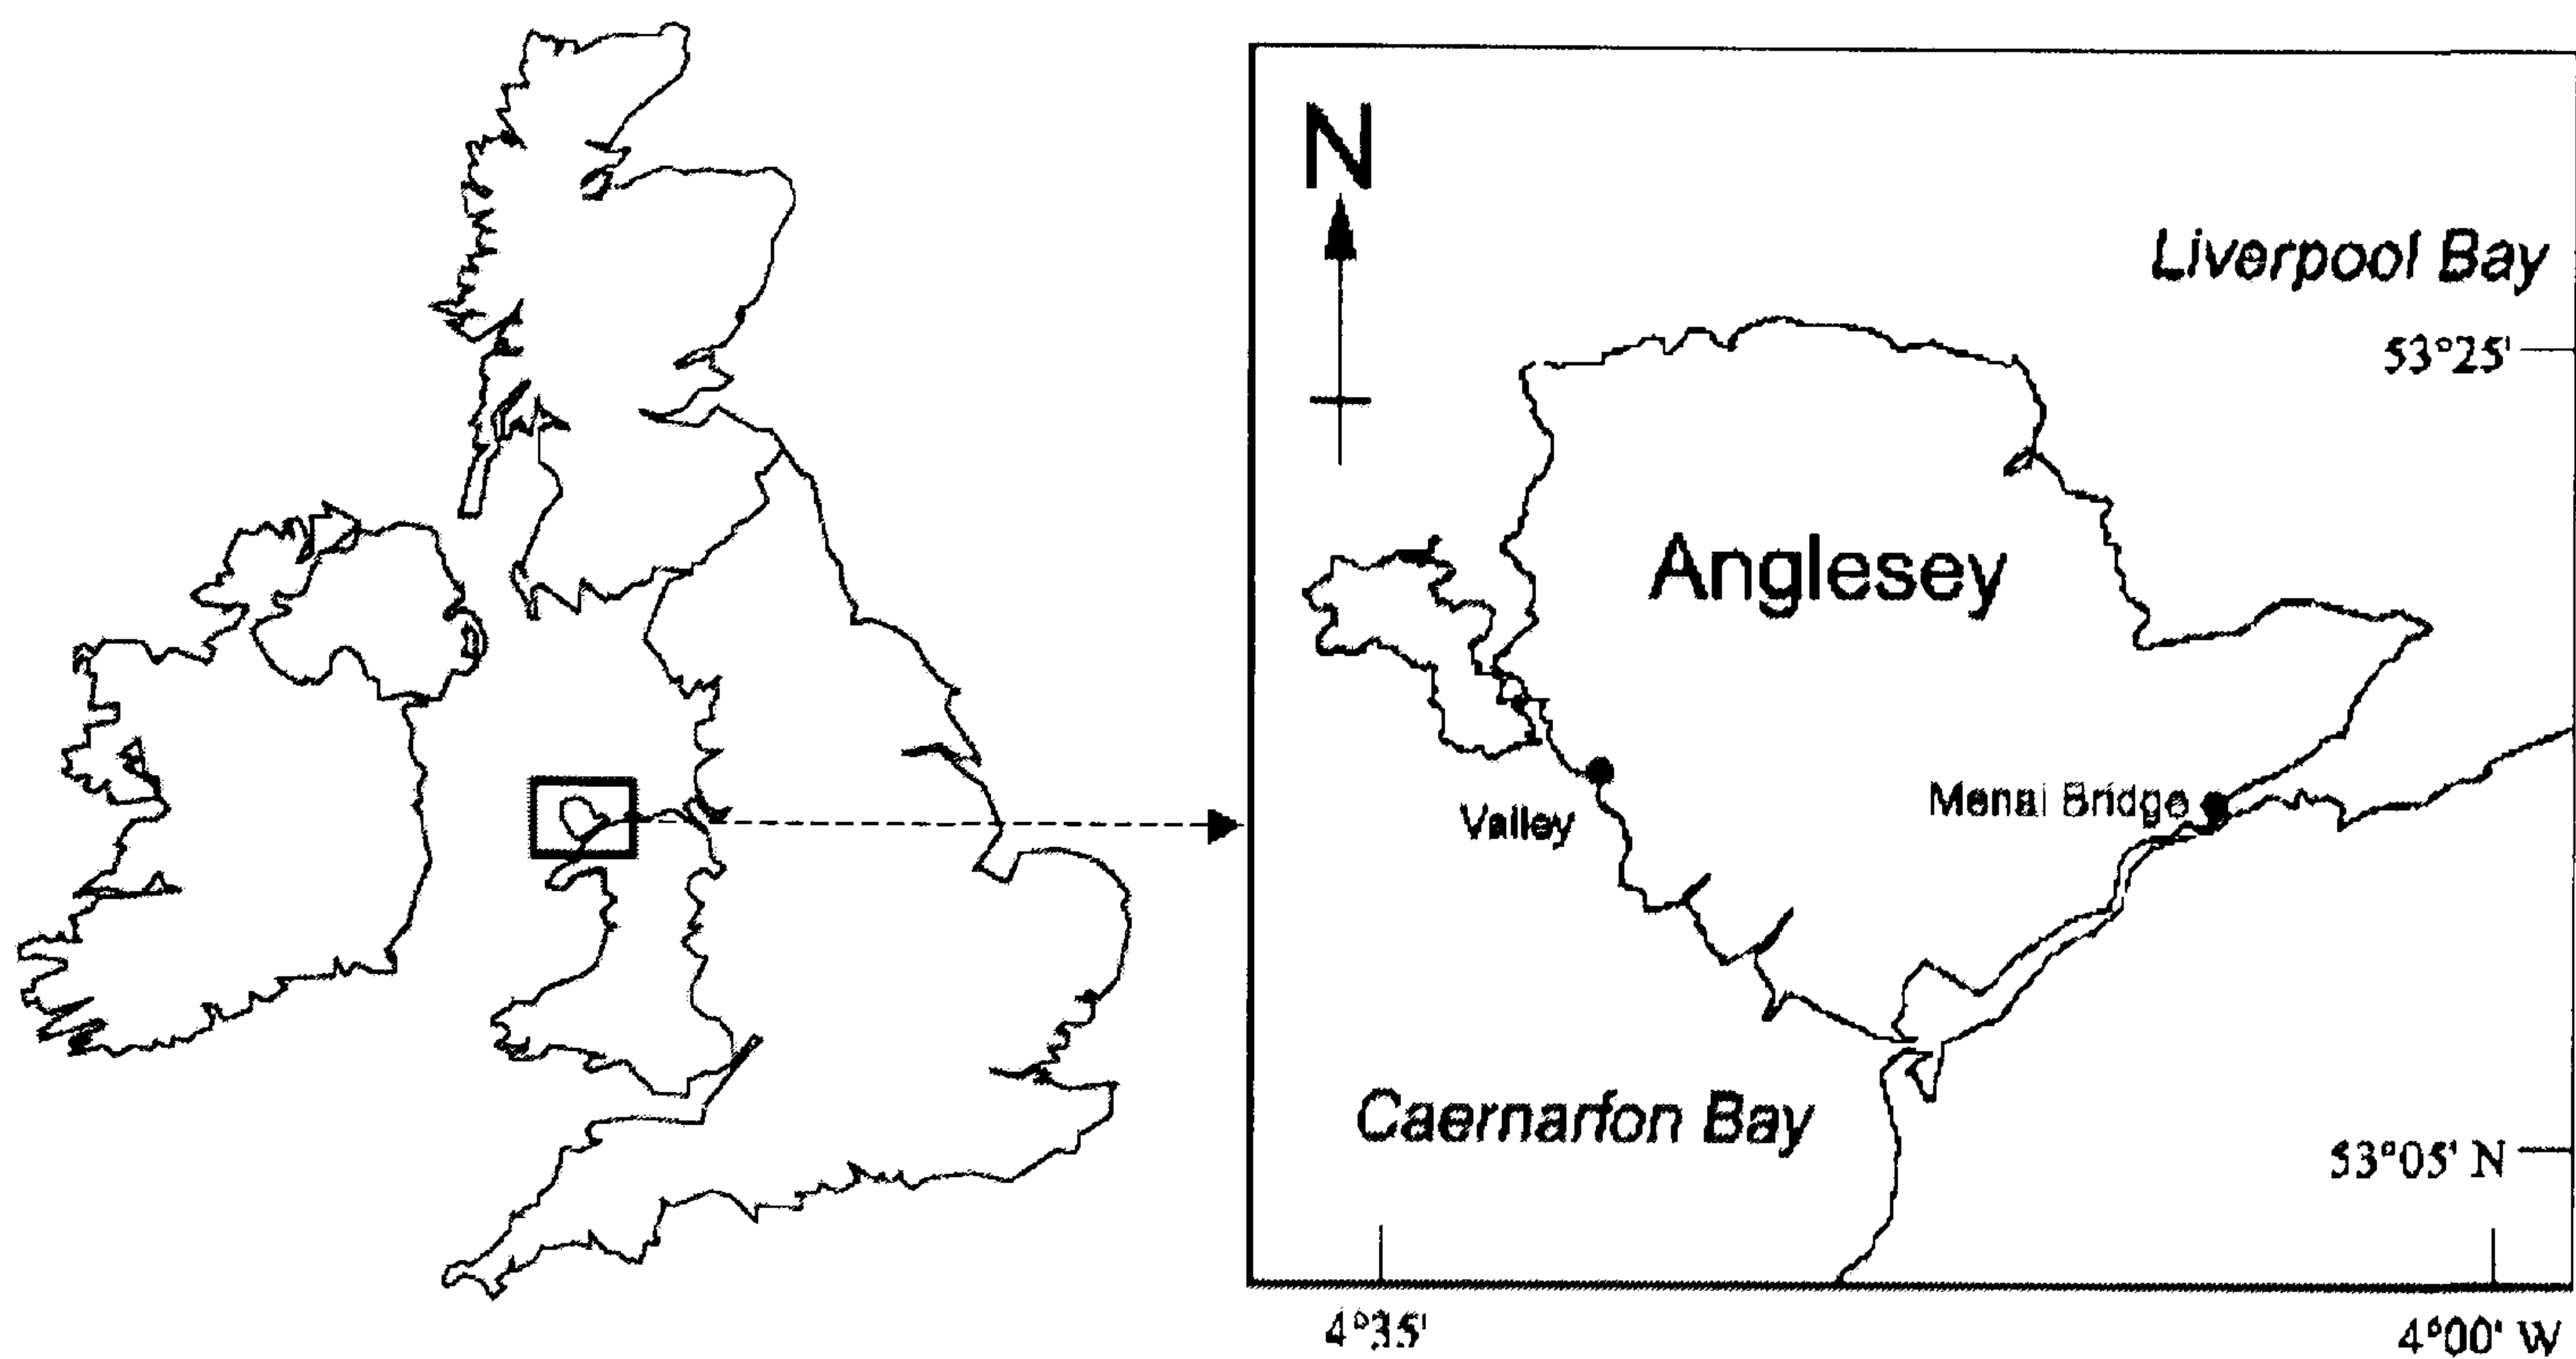 N
Liverpool Bay
53°25'
Anglesey
Menai Bridge
Valley
Caernarfon Bay
53°05' N
4°35'
4°00' W